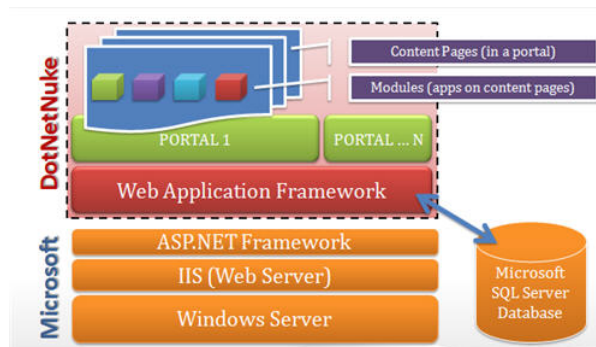 DotNetNuke
Content Pages (in a portal)
Modules (apps on content pages)
PORTAL 1
PORTAL ... N
Web Application Framework
Microsoft
ASP.NET Framework
IIS (Web Server)
Windows Server
Microsoft
SQL Server
Database